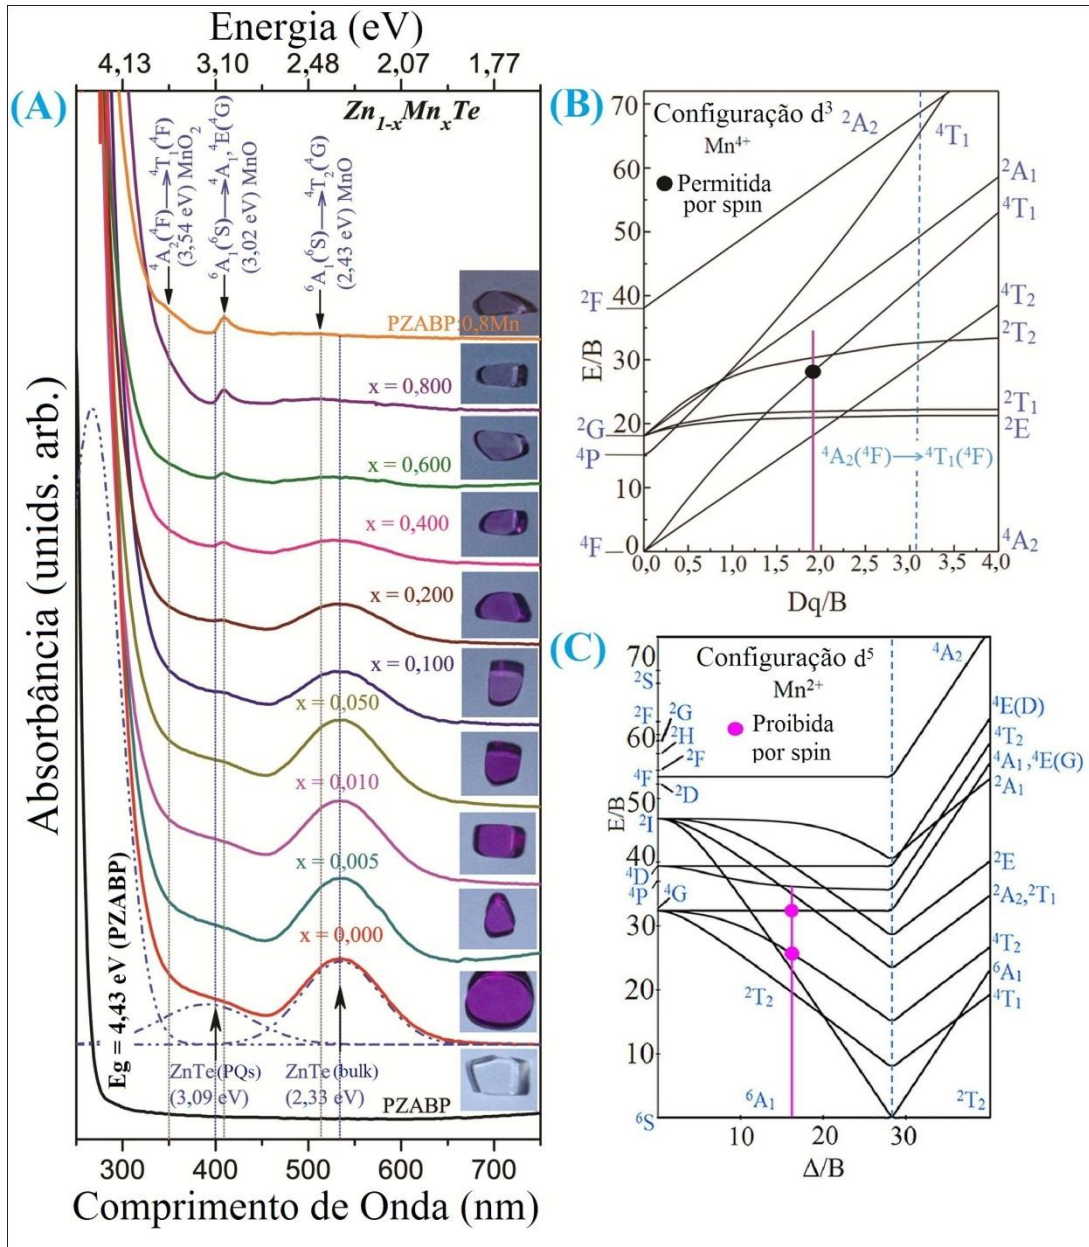 Energia (eV)
4,13 3,10 2,48 2,07 1,77
(A)
Zn1-xMnxTe
⁴A₂(⁴F)→⁴T₁(⁴F)
(3,54 eV) MnO₂
⁶A₁(⁶S)→⁴A₁,⁴E(⁴G)
(3,02 eV) MnO
⁶A₁(⁶S)→⁴T₂(⁴G)
(2,43 eV) MnO
PZABP:0,8Mn
x = 0,800
x = 0,600
x = 0,400
x = 0,200
x = 0,100
x = 0,050
x = 0,010
x = 0,005
x = 0,000
Absorbância (unids. arb.)
Eg = 4,43 eV (PZABP)
ZnTe (PQs)
(3,09 eV)
ZnTe (bulk)
(2,33 eV)
PZABP
300 400 500 600 700
Comprimento de Onda (nm)
(B)
Configuração d³
Mn⁴⁺
Permitida
por spin
²A₂
⁴T₁
²A₁
⁴T₁
⁴T₂
²T₂
²T₁
²E
⁴A₂
⁴A₂(⁴F)→⁴T₁(⁴F)
70
60
50
40
30
20
10
0
²F
²G
⁴P
⁴F
E/B
0,0 0,5 1,0 1,5 2,0 2,5 3,0 3,5 4,0
Dq/B
(C)
Configuração d⁵
Mn²⁺
Proibida
por spin
70
60
50
40
30
20
10
²S
²F
²G
²H
²F
⁴F
²D
²I
⁴D
⁴P
⁴G
⁶S
E/B
⁴A₂
⁴E(D)
⁴T₂
⁴A₁,⁴E(G)
²A₁
²E
²A₂,²T₁
⁴T₂
⁶A₁
⁴T₁
²T₂
⁶A₁
²T₂
10 20 30
Δ/B